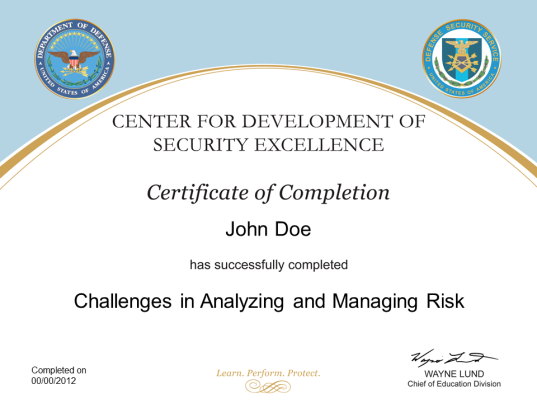 DEPARTMENT OF DEFENSE
UNITED STATES OF AMERICA
DEFENSE SECURITY SERVICE
UNITED STATES OF AMERICA
CENTER FOR DEVELOPMENT OF
SECURITY EXCELLENCE
Certificate of Completion
John Doe
has successfully completed
Challenges in Analyzing and Managing Risk
Completed on
00/00/2012
Learn. Perform. Protect.
WAYNE LUND
Chief of Education Division